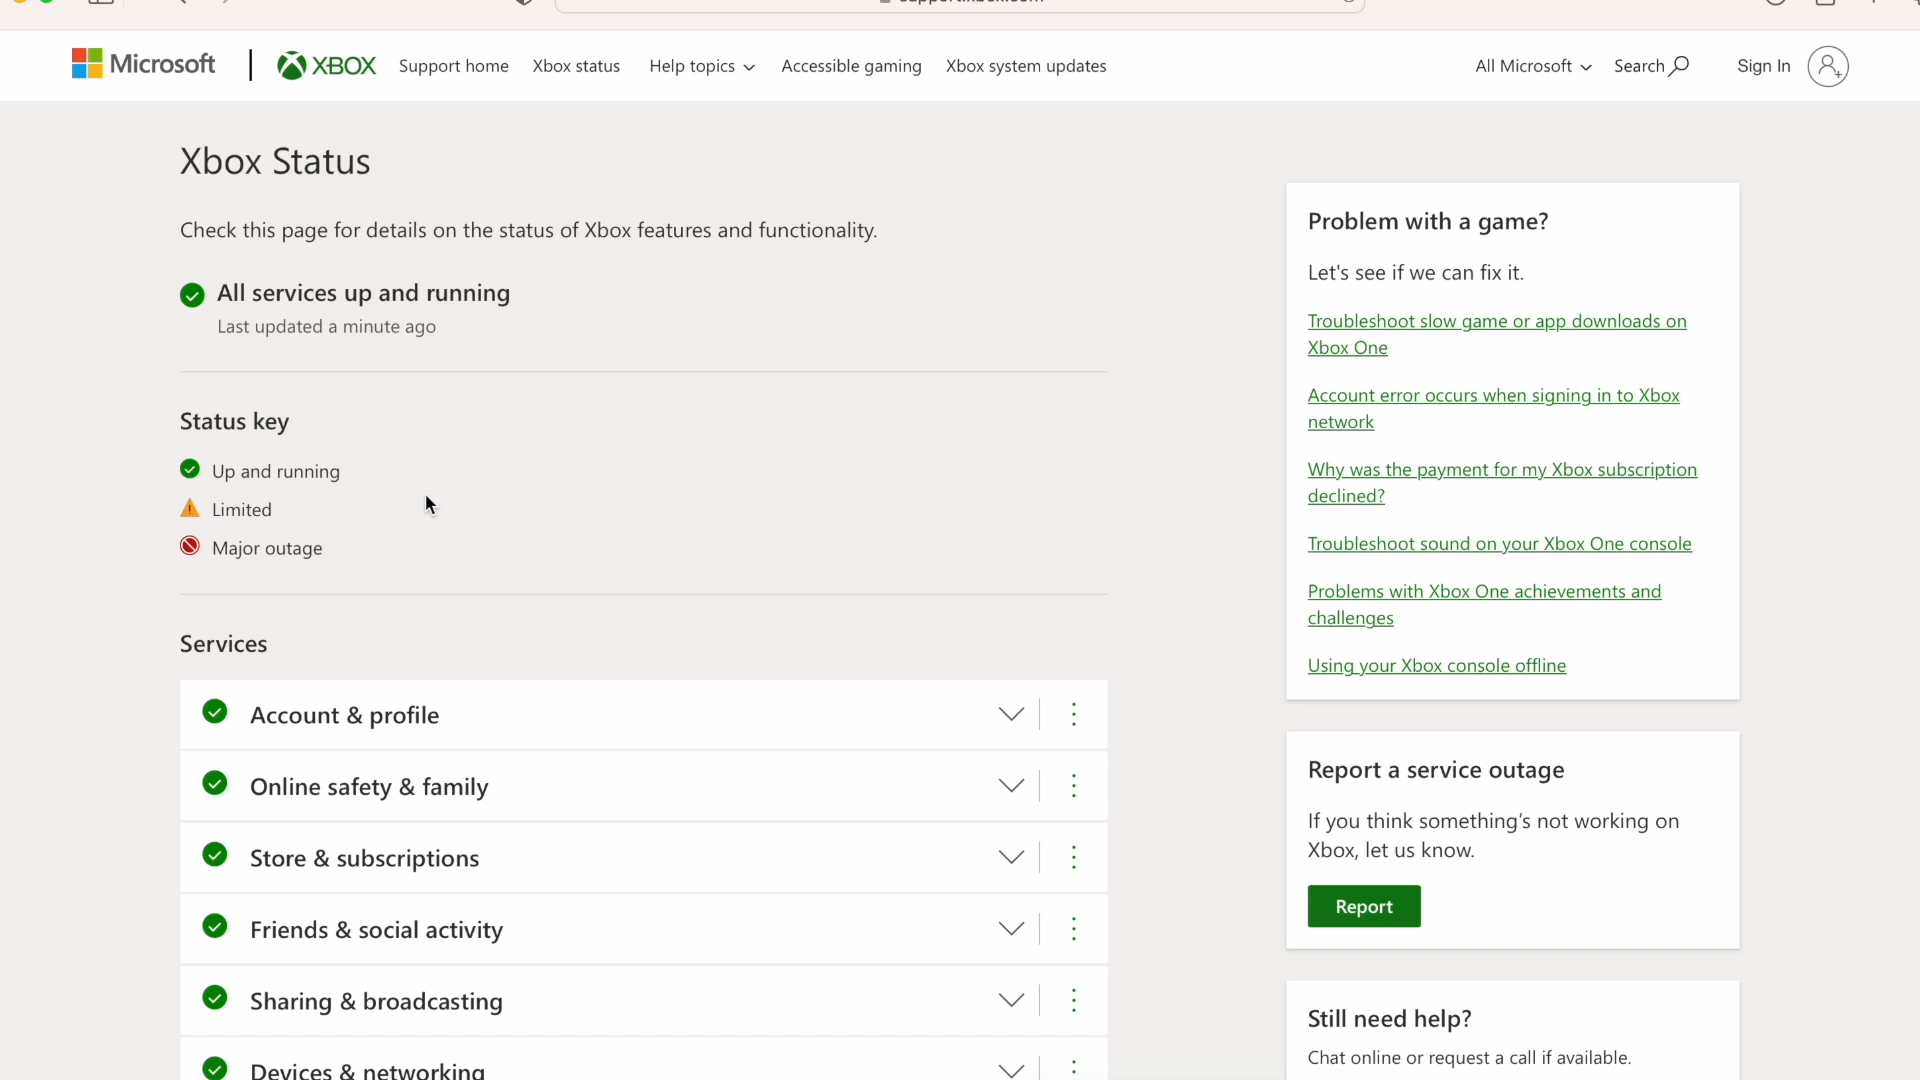 Microsoft
XBOX
Support home
Xbox status
Help topics
Accessible gaming
Xbox system updates
All Microsoft
Search
Sign In
Xbox Status
Check this page for details on the status of Xbox features and functionality.
All services up and running
Last updated a minute ago
Status key
Up and running
Limited
Major outage
Services
Account & profile
Online safety & family
Store & subscriptions
Friends & social activity
Sharing & broadcasting
Devices & networking
Problem with a game?
Let's see if we can fix it.
Troubleshoot slow game or app downloads on
Xbox One
Account error occurs when signing in to Xbox
network
Why was the payment for my Xbox subscription
declined?
Troubleshoot sound on your Xbox One console
Problems with Xbox One achievements and
challenges
Using your Xbox console offline
Report a service outage
If you think something’s not working on
Xbox, let us know.
Report
Still need help?
Chat online or request a call if available.